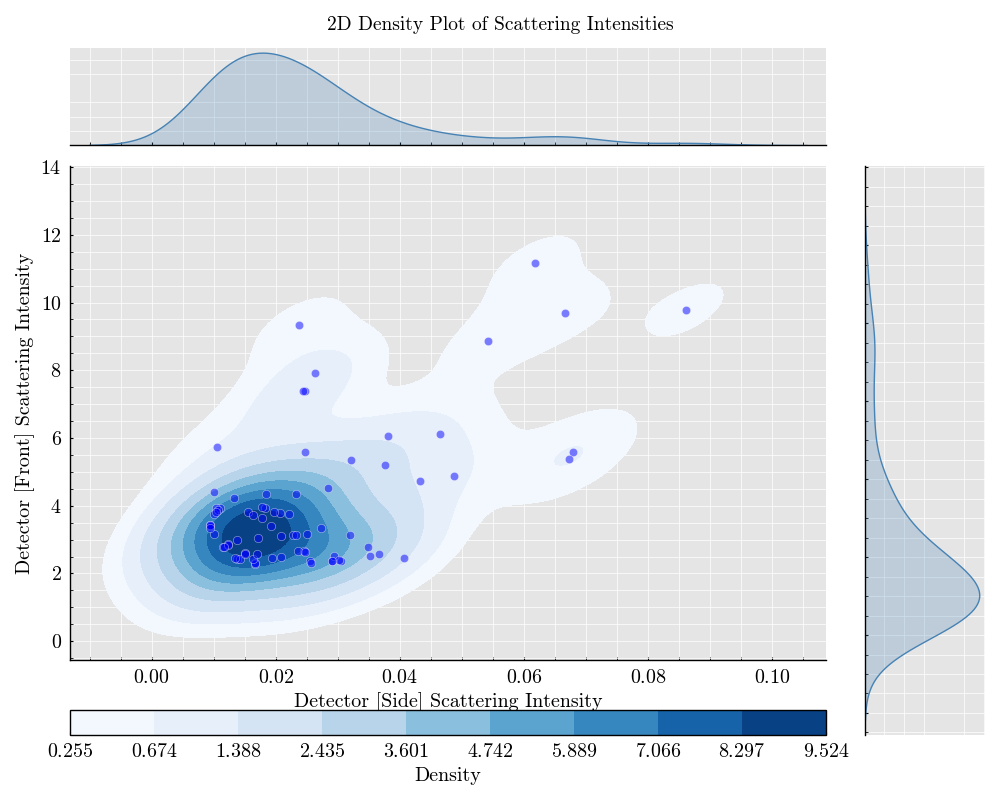 2D Density Plot of Scattering Intensities
14
12
10
8
6
4
2
0
Detector [Front] Scattering Intensity
0.00 0.02 0.04 0.06 0.08 0.10
Detector [Side] Scattering Intensity
0.255 0.674 1.388 2.435 3.601 4.742 5.889 7.066 8.297 9.524
Density